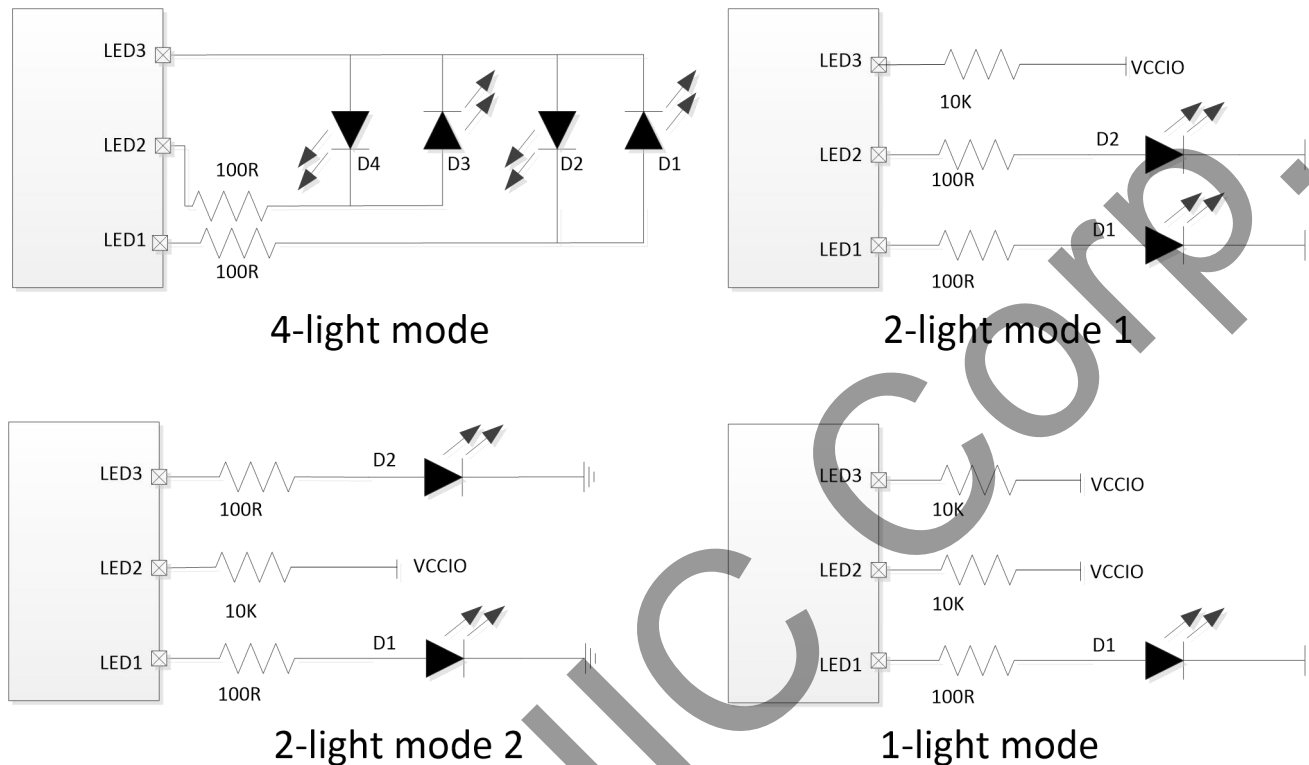 LED3
LED2
100R
LED1
100R
D4
D3
D2
D1
4-light mode
LED3
VCCIO
10K
D2
LED2
100R
D1
LED1
100R
2-light mode 1
LED3
D2
100R
LED2
VCCIO
10K
D1
LED1
100R
2-light mode 2
LED3
VCCIO
10K
LED2
VCCIO
10K
D1
LED1
100R
1-light mode
Corp.